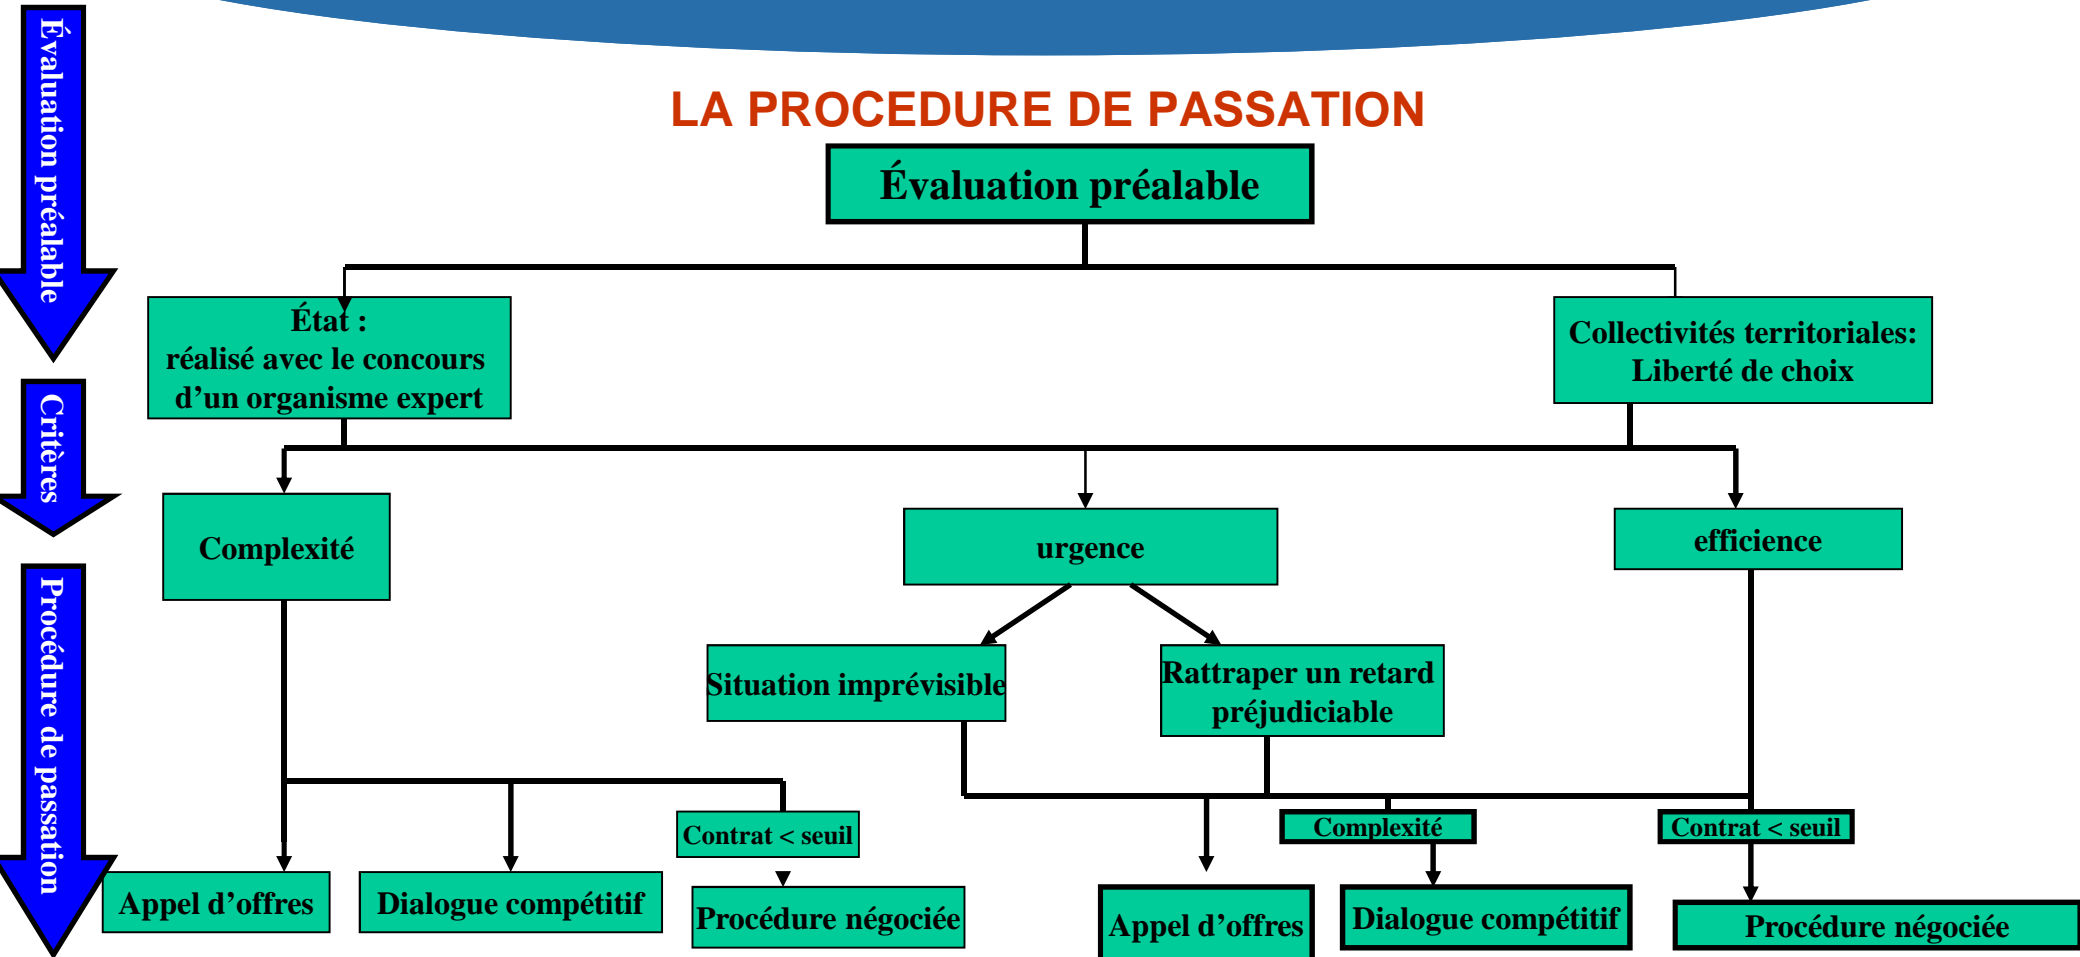 LA PROCEDURE DE PASSATION
Évaluation préalable
Évaluation préalable
État :
réalisé avec le concours
d’un organisme expert
Collectivités territoriales:
Liberté de choix
Critères
Complexité
urgence
efficience
Procédure de passation
Situation imprévisible
Rattraper un retard
préjudiciable
Contrat < seuil
Complexité
Contrat < seuil
Appel d’offres
Dialogue compétitif
Procédure négociée
Appel d’offres
Dialogue compétitif
Procédure négociée